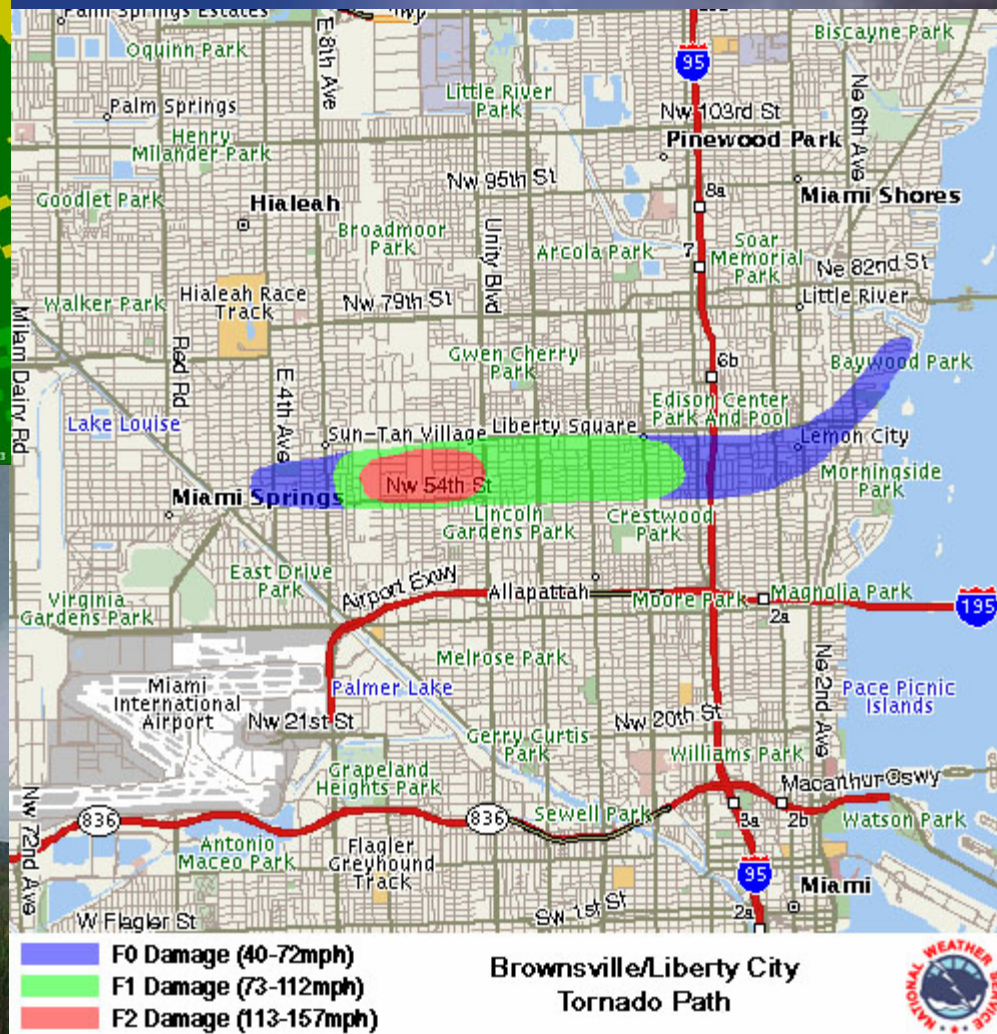 Palm Springs Estates
E 8th Ave
Hwy
95
Biscayne Park
Oquinn Park
Little River
Park
Ne 6th Ave
Palm Springs
Nw 103rd St
Henry
Milander Park
Pinewood Park
Nw 95th St
8a
Goodlet Park
Hialeah
Miami Shores
Broadmoor
Park
Unity Blvd
Arcola Park
7
Soar
Memorial
Park
Ne 82nd St
Walker Park
Hialeah Race
Track
Nw 79th St
Little River
Milam Dairy Rd
Red Rd
Gwen Cherry
Park
6b
Baywood Park
E 4th Ave
Edison Center
Park And Pool
Lake Louise
Sun-Tan Village
Liberty Square
Lemon City
Miami Springs
Nw 54th St
Morningside
Park
Lincoln
Gardens Park
Crestwood
Park
East Drive
Park
Airport Exwy
Allapattah
Moore Park
Magnolia Park
Virginia
Gardens Park
2a
195
Melrose Park
Ne 2nd Ave
Miami
International
Airport
Palmer Lake
Pace Picnic
Islands
Nw 21st St
Nw 20th St
Gerry Curtis
Park
Williams Park
Grapeland
Heights Park
Macarthur Cswy
Nw 72nd Ave
836
836
Sewell Park
3a
2b
Watson Park
Antonio
Maceo Park
Flagler
Greyhound
Track
95
Miami
W Flagler St
Sw 1st St
2a
F0 Damage (40-72mph)
F1 Damage (73-112mph)
F2 Damage (113-157mph)
Brownsville/Liberty City
Tornado Path
NATIONAL WEATHER SERVICE
3